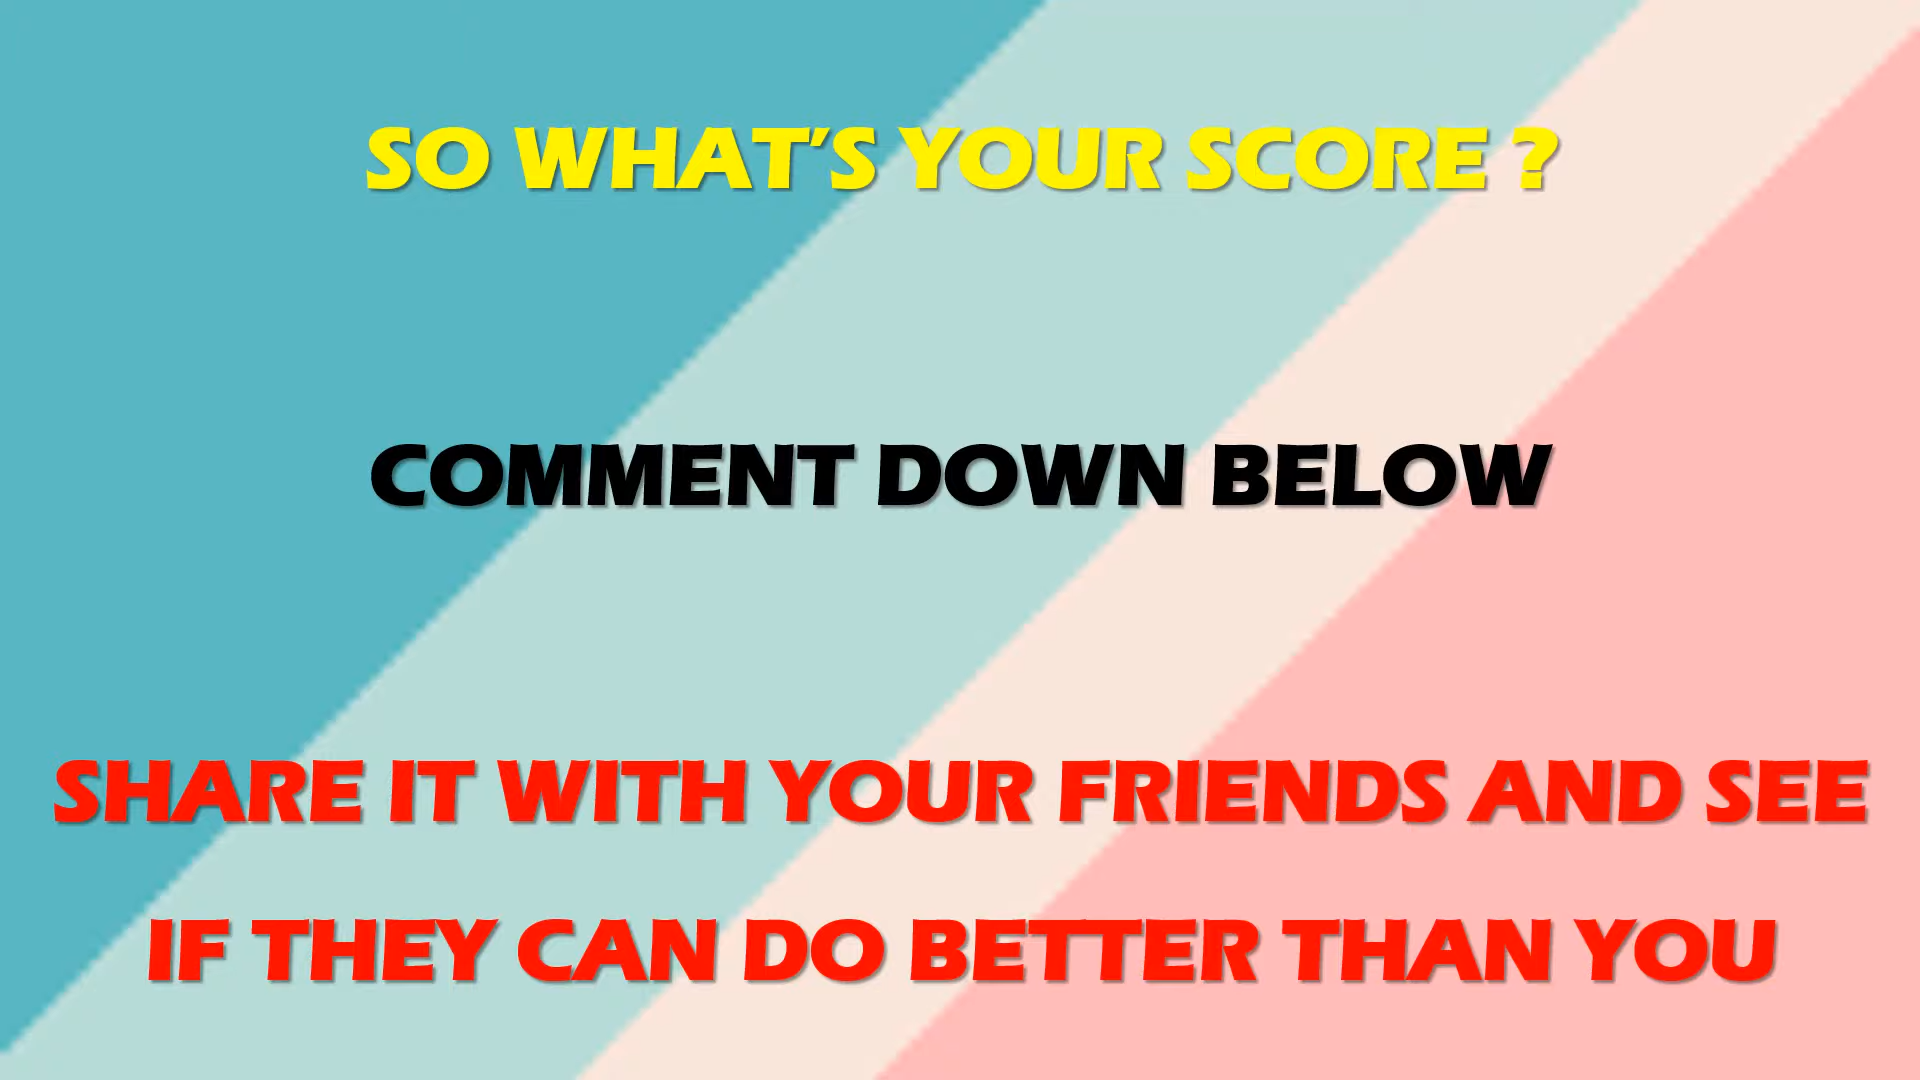 SO WHAT'S YOUR SCORE ?
COMMENT DOWN BELOW
SHARE IT WITH YOUR FRIENDS AND SEE
IF THEY CAN DO BETTER THAN YOU